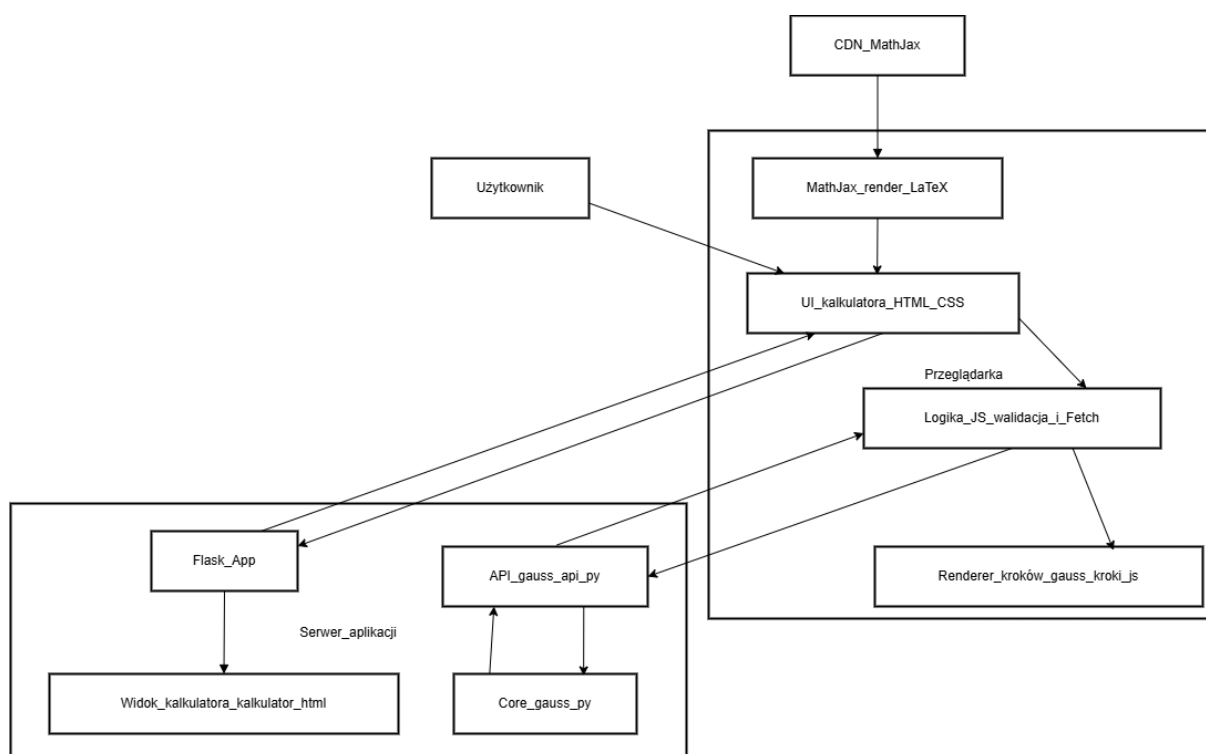 CDN_MathJax
Użytkownik
MathJax_render_LaTeX
UI_kalkulatora_HTML_CSS
Przeglądarka
Logika_JS_walidacja_i_Fetch
Flask_App
API_gauss_api_py
Renderer_kroków_gauss_kroki_js
Serwer_aplikacji
Widok_kalkulatora_kalkulator_html
Core_gauss_py